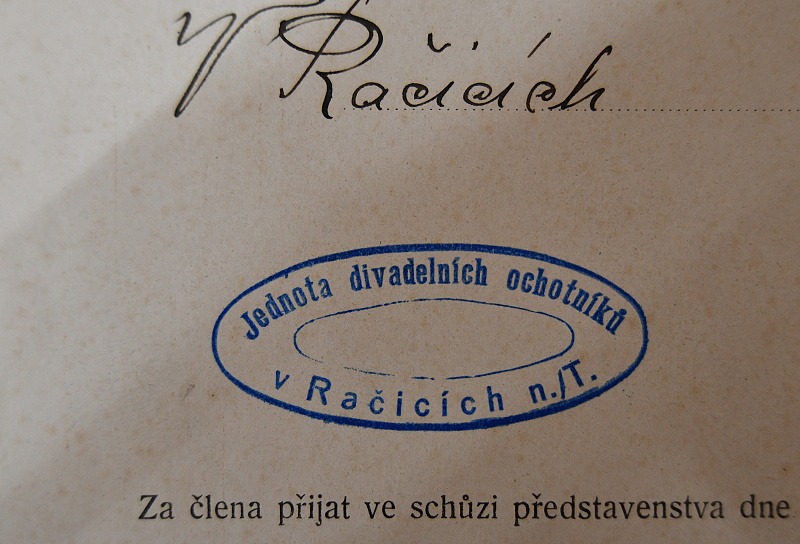 V Račicích
Jednota divadelních ochotníků
v Račicích n./T.
Za člena přijat ve schůzi představenstva dne